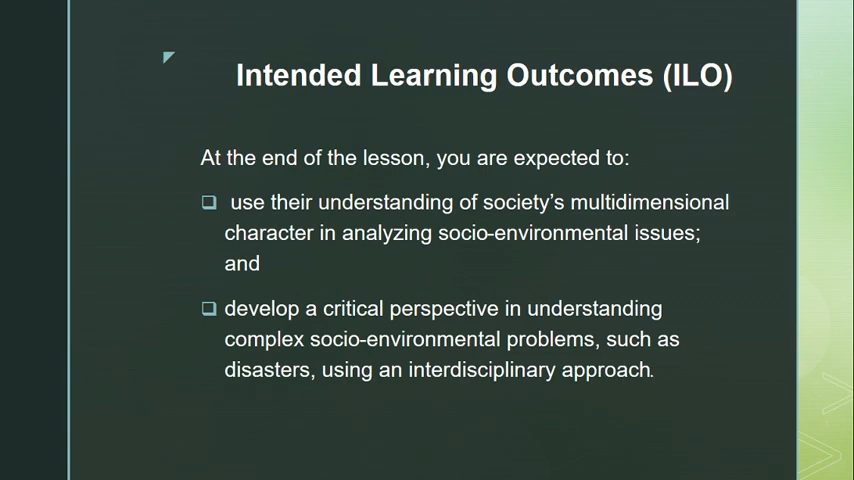 Intended Learning Outcomes (ILO)
At the end of the lesson, you are expected to:
❑ use their understanding of society’s multidimensional
character in analyzing socio-environmental issues;
and
❑ develop a critical perspective in understanding
complex socio-environmental problems, such as
disasters, using an interdisciplinary approach.